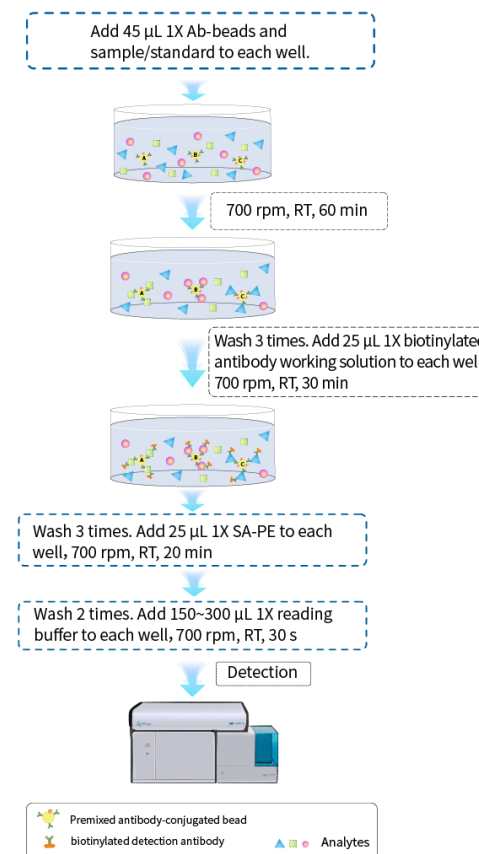 Add 45 µL 1X Ab-beads and
sample/standard to each well.
A
B
C
700 rpm, RT, 60 min
A
B
C
Wash 3 times. Add 25 µL 1X biotinylated
antibody working solution to each well
700 rpm, RT, 30 min
A
B
C
Wash 3 times. Add 25 µL 1X SA-PE to each
well, 700 rpm, RT, 20 min
Wash 2 times. Add 150~300 µL 1X reading
buffer to each well, 700 rpm, RT, 30 s
Detection
Premixed antibody-conjugated bead
biotinylated detection antibody
Analytes